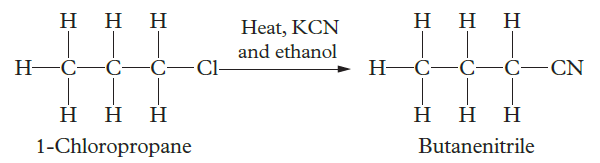 H H H
Heat, KCN
and ethanol
H H H
H—C—C—C—Cl
H—C—C—C—CN
H H H
H H H
1-Chloropropane
Butanenitrile